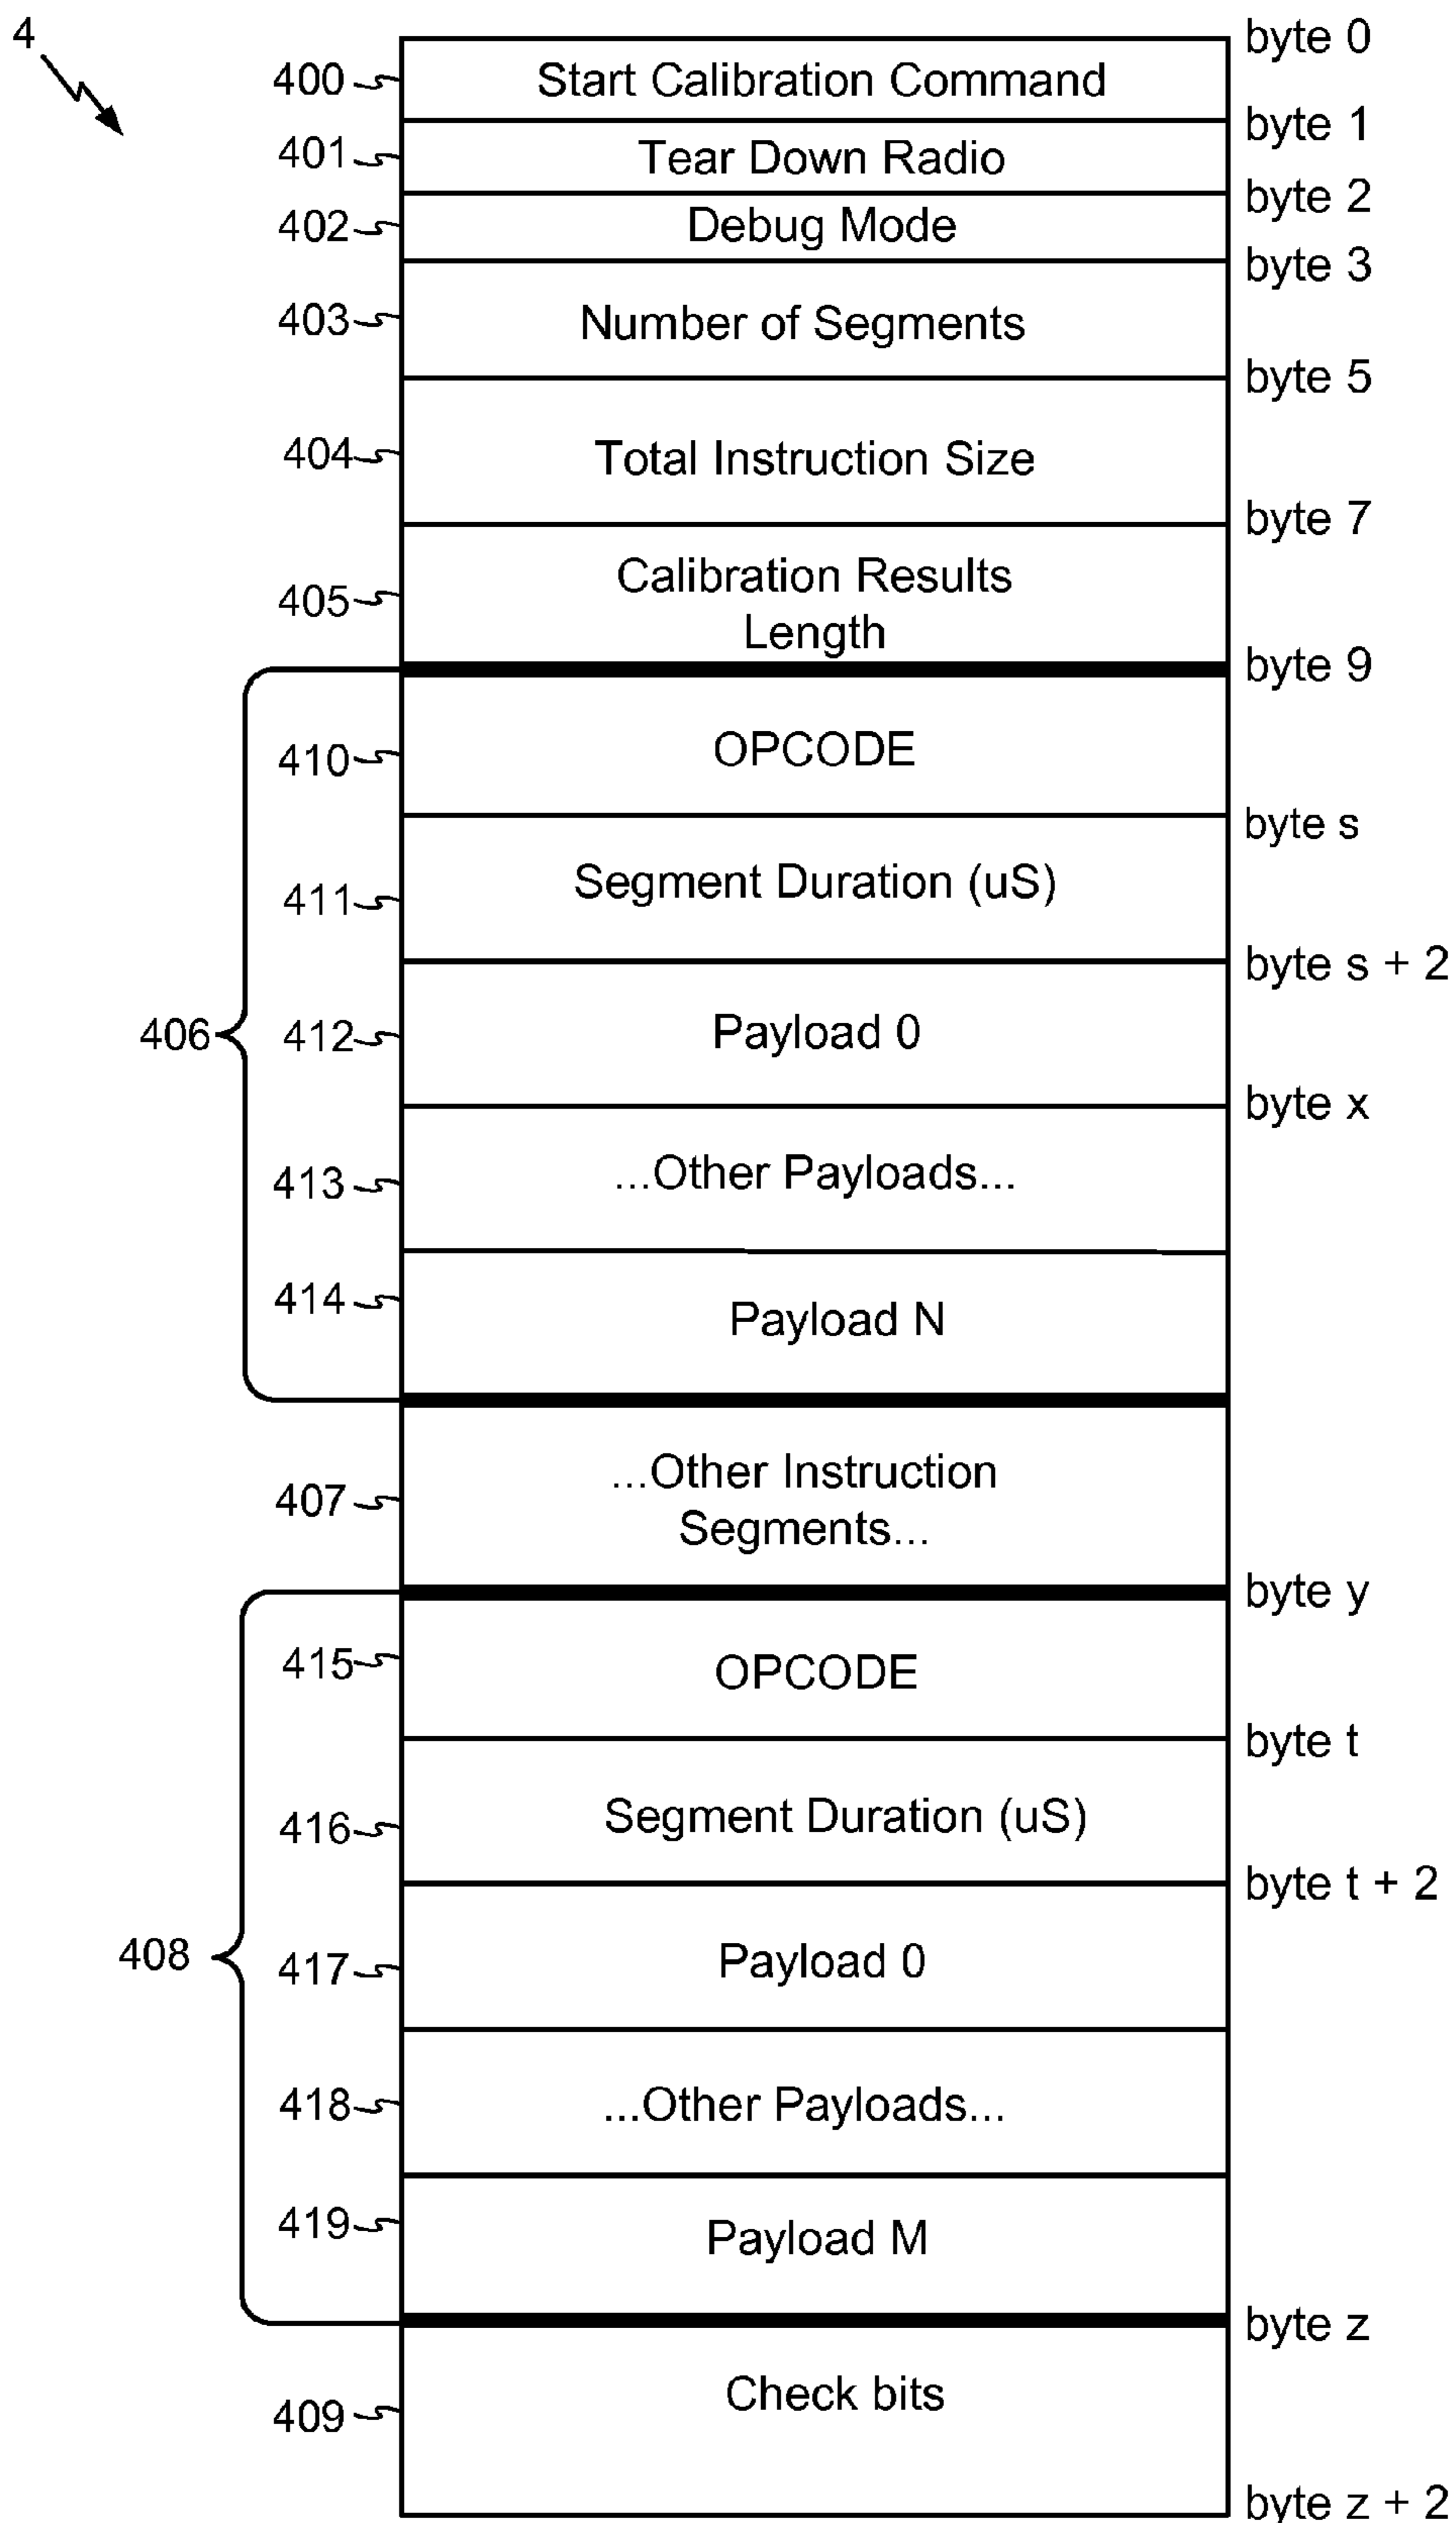 4
byte 0
400 Start Calibration Command
byte 1
401 Tear Down Radio
byte 2
402 Debug Mode
byte 3
403 Number of Segments
byte 5
404 Total Instruction Size
byte 7
405 Calibration Results
Length
byte 9
410 OPCODE
byte s
411 Segment Duration (uS)
byte s + 2
406 412 Payload 0
byte x
413 ...Other Payloads...
414 Payload N
407 ...Other Instruction
Segments...
byte y
415 OPCODE
byte t
416 Segment Duration (uS)
byte t + 2
408 417 Payload 0
418 ...Other Payloads...
419 Payload M
byte z
409 Check bits
byte z + 2